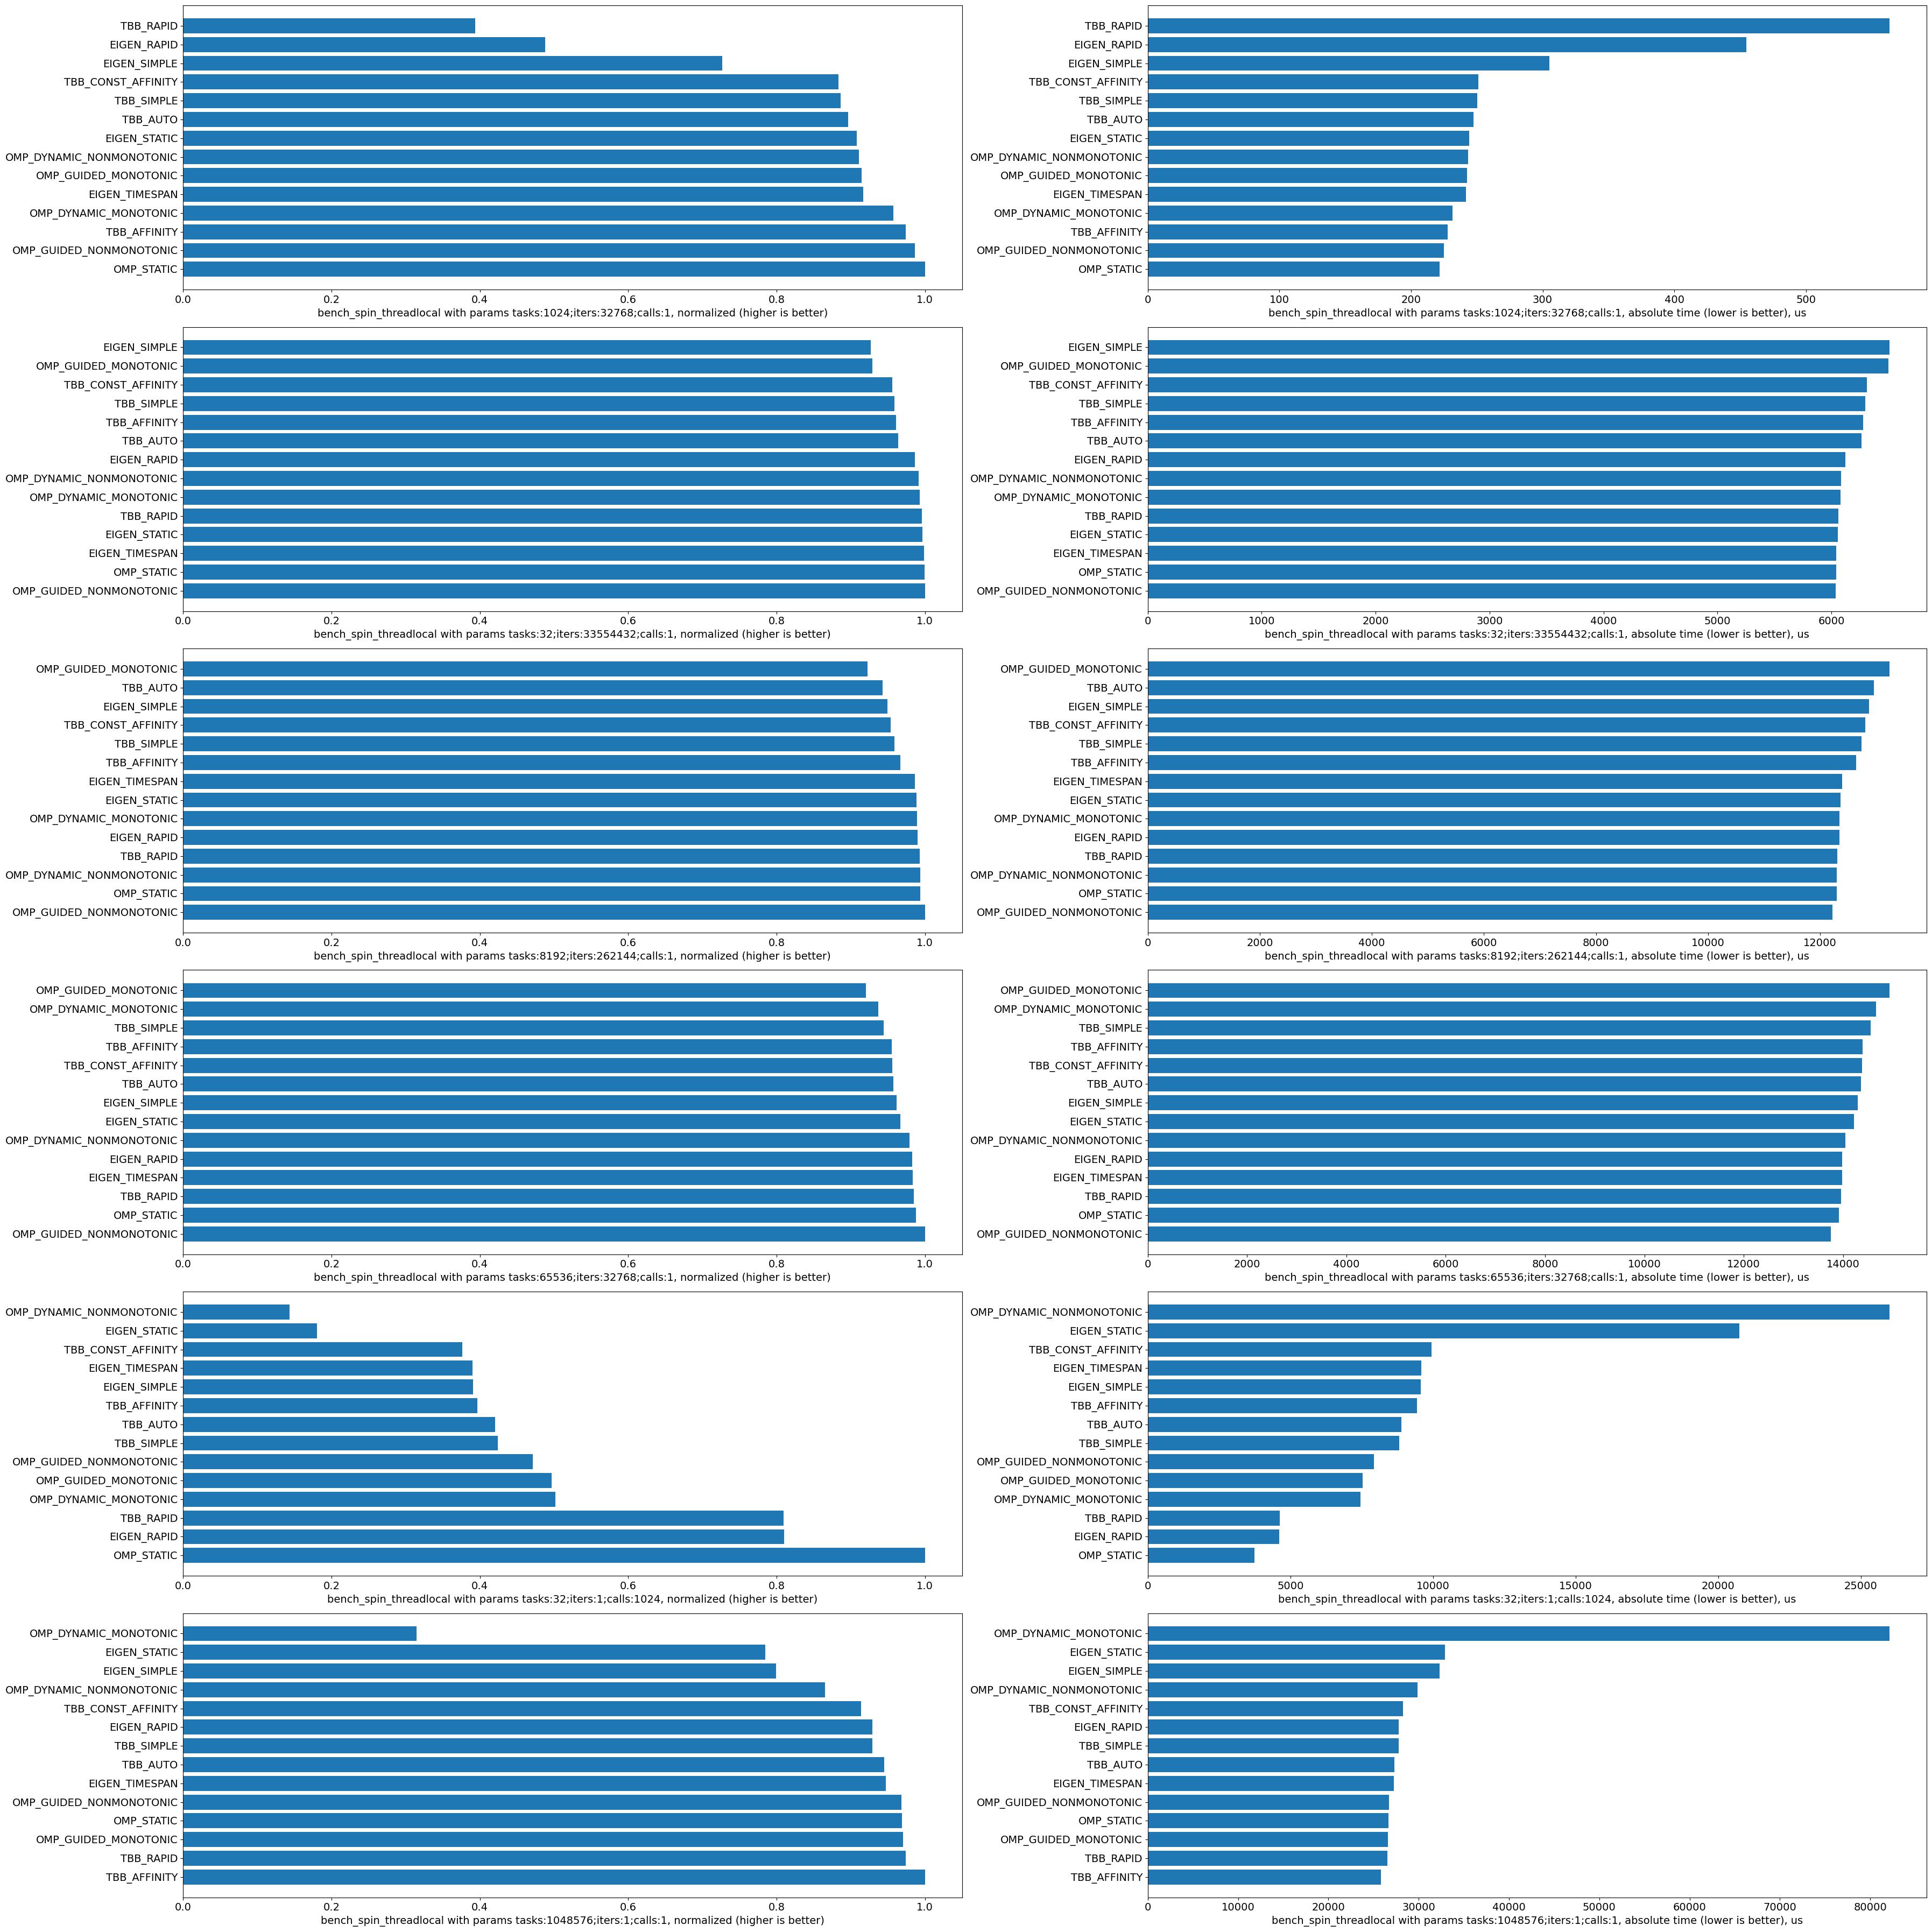 TBB_RAPID
EIGEN_RAPID
EIGEN_SIMPLE
TBB_CONST_AFFINITY
TBB_SIMPLE
TBB_AUTO
EIGEN_STATIC
OMP_DYNAMIC_NONMONOTONIC
OMP_GUIDED_MONOTONIC
EIGEN_TIMESPAN
OMP_DYNAMIC_MONOTONIC
TBB_AFFINITY
OMP_GUIDED_NONMONOTONIC
OMP_STATIC
0.0 0.2 0.4 0.6 0.8 1.0
bench_spin_threadlocal with params tasks:1024;iters:32768;calls:1, normalized (higher is better)
TBB_RAPID
EIGEN_RAPID
EIGEN_SIMPLE
TBB_CONST_AFFINITY
TBB_SIMPLE
TBB_AUTO
EIGEN_STATIC
OMP_DYNAMIC_NONMONOTONIC
OMP_GUIDED_MONOTONIC
EIGEN_TIMESPAN
OMP_DYNAMIC_MONOTONIC
TBB_AFFINITY
OMP_GUIDED_NONMONOTONIC
OMP_STATIC
0 100 200 300 400 500
bench_spin_threadlocal with params tasks:1024;iters:32768;calls:1, absolute time (lower is better), us
EIGEN_SIMPLE
OMP_GUIDED_MONOTONIC
TBB_CONST_AFFINITY
TBB_SIMPLE
TBB_AFFINITY
TBB_AUTO
EIGEN_RAPID
OMP_DYNAMIC_NONMONOTONIC
OMP_DYNAMIC_MONOTONIC
TBB_RAPID
EIGEN_STATIC
EIGEN_TIMESPAN
OMP_STATIC
OMP_GUIDED_NONMONOTONIC
0.0 0.2 0.4 0.6 0.8 1.0
bench_spin_threadlocal with params tasks:32;iters:33554432;calls:1, normalized (higher is better)
EIGEN_SIMPLE
OMP_GUIDED_MONOTONIC
TBB_CONST_AFFINITY
TBB_SIMPLE
TBB_AFFINITY
TBB_AUTO
EIGEN_RAPID
OMP_DYNAMIC_NONMONOTONIC
OMP_DYNAMIC_MONOTONIC
TBB_RAPID
EIGEN_STATIC
EIGEN_TIMESPAN
OMP_STATIC
OMP_GUIDED_NONMONOTONIC
0 1000 2000 3000 4000 5000 6000
bench_spin_threadlocal with params tasks:32;iters:33554432;calls:1, absolute time (lower is better), us
OMP_GUIDED_MONOTONIC
TBB_AUTO
EIGEN_SIMPLE
TBB_CONST_AFFINITY
TBB_SIMPLE
TBB_AFFINITY
EIGEN_TIMESPAN
EIGEN_STATIC
OMP_DYNAMIC_MONOTONIC
EIGEN_RAPID
TBB_RAPID
OMP_DYNAMIC_NONMONOTONIC
OMP_STATIC
OMP_GUIDED_NONMONOTONIC
0.0 0.2 0.4 0.6 0.8 1.0
bench_spin_threadlocal with params tasks:8192;iters:262144;calls:1, normalized (higher is better)
OMP_GUIDED_MONOTONIC
TBB_AUTO
EIGEN_SIMPLE
TBB_CONST_AFFINITY
TBB_SIMPLE
TBB_AFFINITY
EIGEN_TIMESPAN
EIGEN_STATIC
OMP_DYNAMIC_MONOTONIC
EIGEN_RAPID
TBB_RAPID
OMP_DYNAMIC_NONMONOTONIC
OMP_STATIC
OMP_GUIDED_NONMONOTONIC
0 2000 4000 6000 8000 10000 12000
bench_spin_threadlocal with params tasks:8192;iters:262144;calls:1, absolute time (lower is better), us
OMP_GUIDED_MONOTONIC
OMP_DYNAMIC_MONOTONIC
TBB_SIMPLE
TBB_AFFINITY
TBB_CONST_AFFINITY
TBB_AUTO
EIGEN_SIMPLE
EIGEN_STATIC
OMP_DYNAMIC_NONMONOTONIC
EIGEN_RAPID
EIGEN_TIMESPAN
TBB_RAPID
OMP_STATIC
OMP_GUIDED_NONMONOTONIC
0.0 0.2 0.4 0.6 0.8 1.0
bench_spin_threadlocal with params tasks:65536;iters:32768;calls:1, normalized (higher is better)
OMP_GUIDED_MONOTONIC
OMP_DYNAMIC_MONOTONIC
TBB_SIMPLE
TBB_AFFINITY
TBB_CONST_AFFINITY
TBB_AUTO
EIGEN_SIMPLE
EIGEN_STATIC
OMP_DYNAMIC_NONMONOTONIC
EIGEN_RAPID
EIGEN_TIMESPAN
TBB_RAPID
OMP_STATIC
OMP_GUIDED_NONMONOTONIC
0 2000 4000 6000 8000 10000 12000 14000
bench_spin_threadlocal with params tasks:65536;iters:32768;calls:1, absolute time (lower is better), us
OMP_DYNAMIC_NONMONOTONIC
EIGEN_STATIC
TBB_CONST_AFFINITY
EIGEN_TIMESPAN
EIGEN_SIMPLE
TBB_AFFINITY
TBB_AUTO
TBB_SIMPLE
OMP_GUIDED_NONMONOTONIC
OMP_GUIDED_MONOTONIC
OMP_DYNAMIC_MONOTONIC
TBB_RAPID
EIGEN_RAPID
OMP_STATIC
0.0 0.2 0.4 0.6 0.8 1.0
bench_spin_threadlocal with params tasks:32;iters:1;calls:1024, normalized (higher is better)
OMP_DYNAMIC_NONMONOTONIC
EIGEN_STATIC
TBB_CONST_AFFINITY
EIGEN_TIMESPAN
EIGEN_SIMPLE
TBB_AFFINITY
TBB_AUTO
TBB_SIMPLE
OMP_GUIDED_NONMONOTONIC
OMP_GUIDED_MONOTONIC
OMP_DYNAMIC_MONOTONIC
TBB_RAPID
EIGEN_RAPID
OMP_STATIC
0 5000 10000 15000 20000 25000
bench_spin_threadlocal with params tasks:32;iters:1;calls:1024, absolute time (lower is better), us
OMP_DYNAMIC_MONOTONIC
EIGEN_STATIC
EIGEN_SIMPLE
OMP_DYNAMIC_NONMONOTONIC
TBB_CONST_AFFINITY
EIGEN_RAPID
TBB_SIMPLE
TBB_AUTO
EIGEN_TIMESPAN
OMP_GUIDED_NONMONOTONIC
OMP_STATIC
OMP_GUIDED_MONOTONIC
TBB_RAPID
TBB_AFFINITY
0.0 0.2 0.4 0.6 0.8 1.0
bench_spin_threadlocal with params tasks:1048576;iters:1;calls:1, normalized (higher is better)
OMP_DYNAMIC_MONOTONIC
EIGEN_STATIC
EIGEN_SIMPLE
OMP_DYNAMIC_NONMONOTONIC
TBB_CONST_AFFINITY
EIGEN_RAPID
TBB_SIMPLE
TBB_AUTO
EIGEN_TIMESPAN
OMP_GUIDED_NONMONOTONIC
OMP_STATIC
OMP_GUIDED_MONOTONIC
TBB_RAPID
TBB_AFFINITY
0 10000 20000 30000 40000 50000 60000 70000 80000
bench_spin_threadlocal with params tasks:1048576;iters:1;calls:1, absolute time (lower is better), us